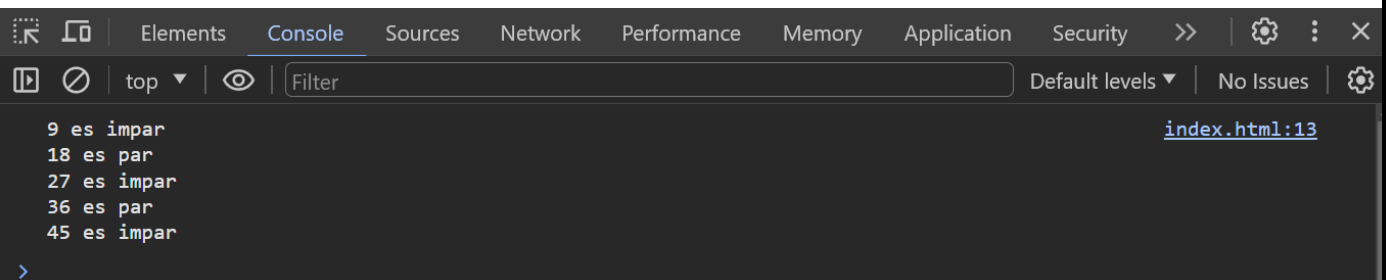 Elements Console Sources Network Performance Memory Application Security
top Filter Default levels No Issues
9 es impar index.html:13
18 es par
27 es impar
36 es par
45 es impar